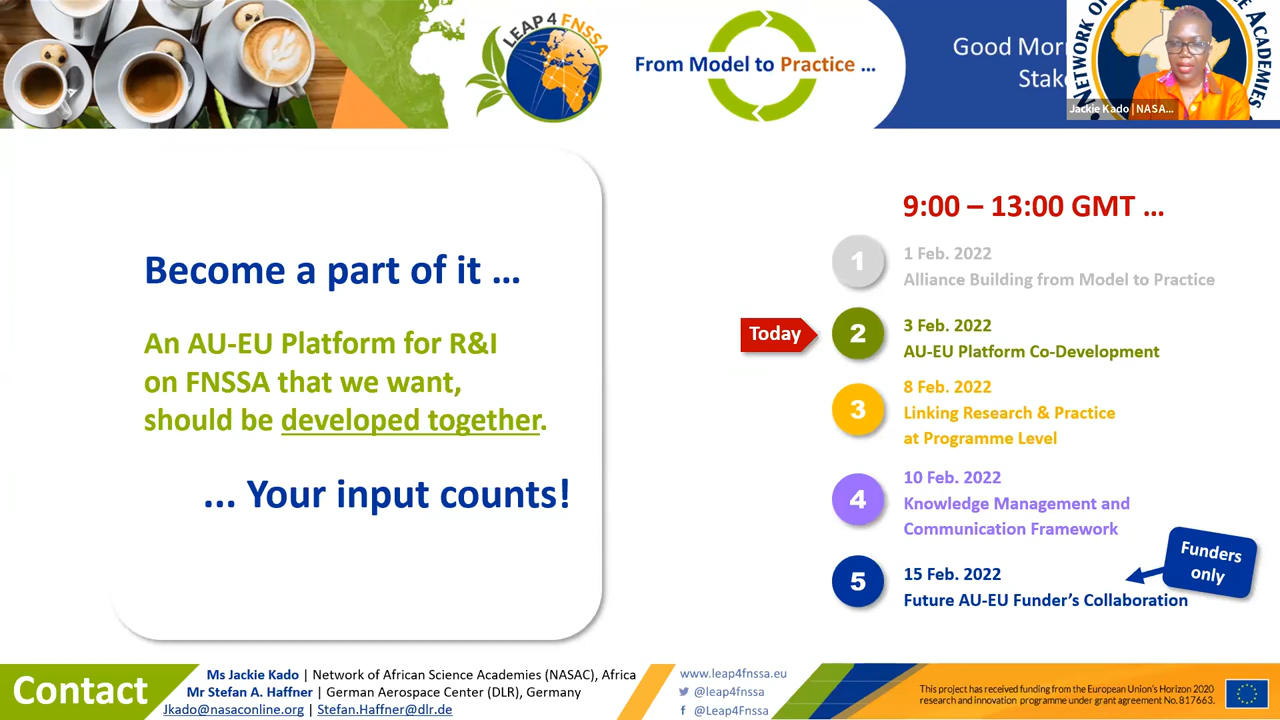 LEAP 4 FNSSA
From Model to Practice ...
Good Mor
Stak
NETWORK OF
ACADEMIES
Jackie Kado | NASA...
Become a part of it ...
An AU-EU Platform for R&I
on FNSSA that we want,
should be developed together.
... Your input counts!
9:00 – 13:00 GMT ...
1
1 Feb. 2022
Alliance Building from Model to Practice
Today
2
3 Feb. 2022
AU-EU Platform Co-Development
3
8 Feb. 2022
Linking Research & Practice
at Programme Level
4
10 Feb. 2022
Knowledge Management and
Communication Framework
Funders
only
5
15 Feb. 2022
Future AU-EU Funder's Collaboration
Contact
Ms Jackie Kado | Network of African Science Academies (NASAC), Africa
Mr Stefan A. Haffner | German Aerospace Center (DLR), Germany
Jkado@nasaconline.org | Stefan.Haffner@dlr.de
www.leap4fnssa.eu
@leap4fnssa
@Leap4Fnssa
This project has received funding from the European Union's Horizon 2020
research and innovation programme under grant agreement No.817663.